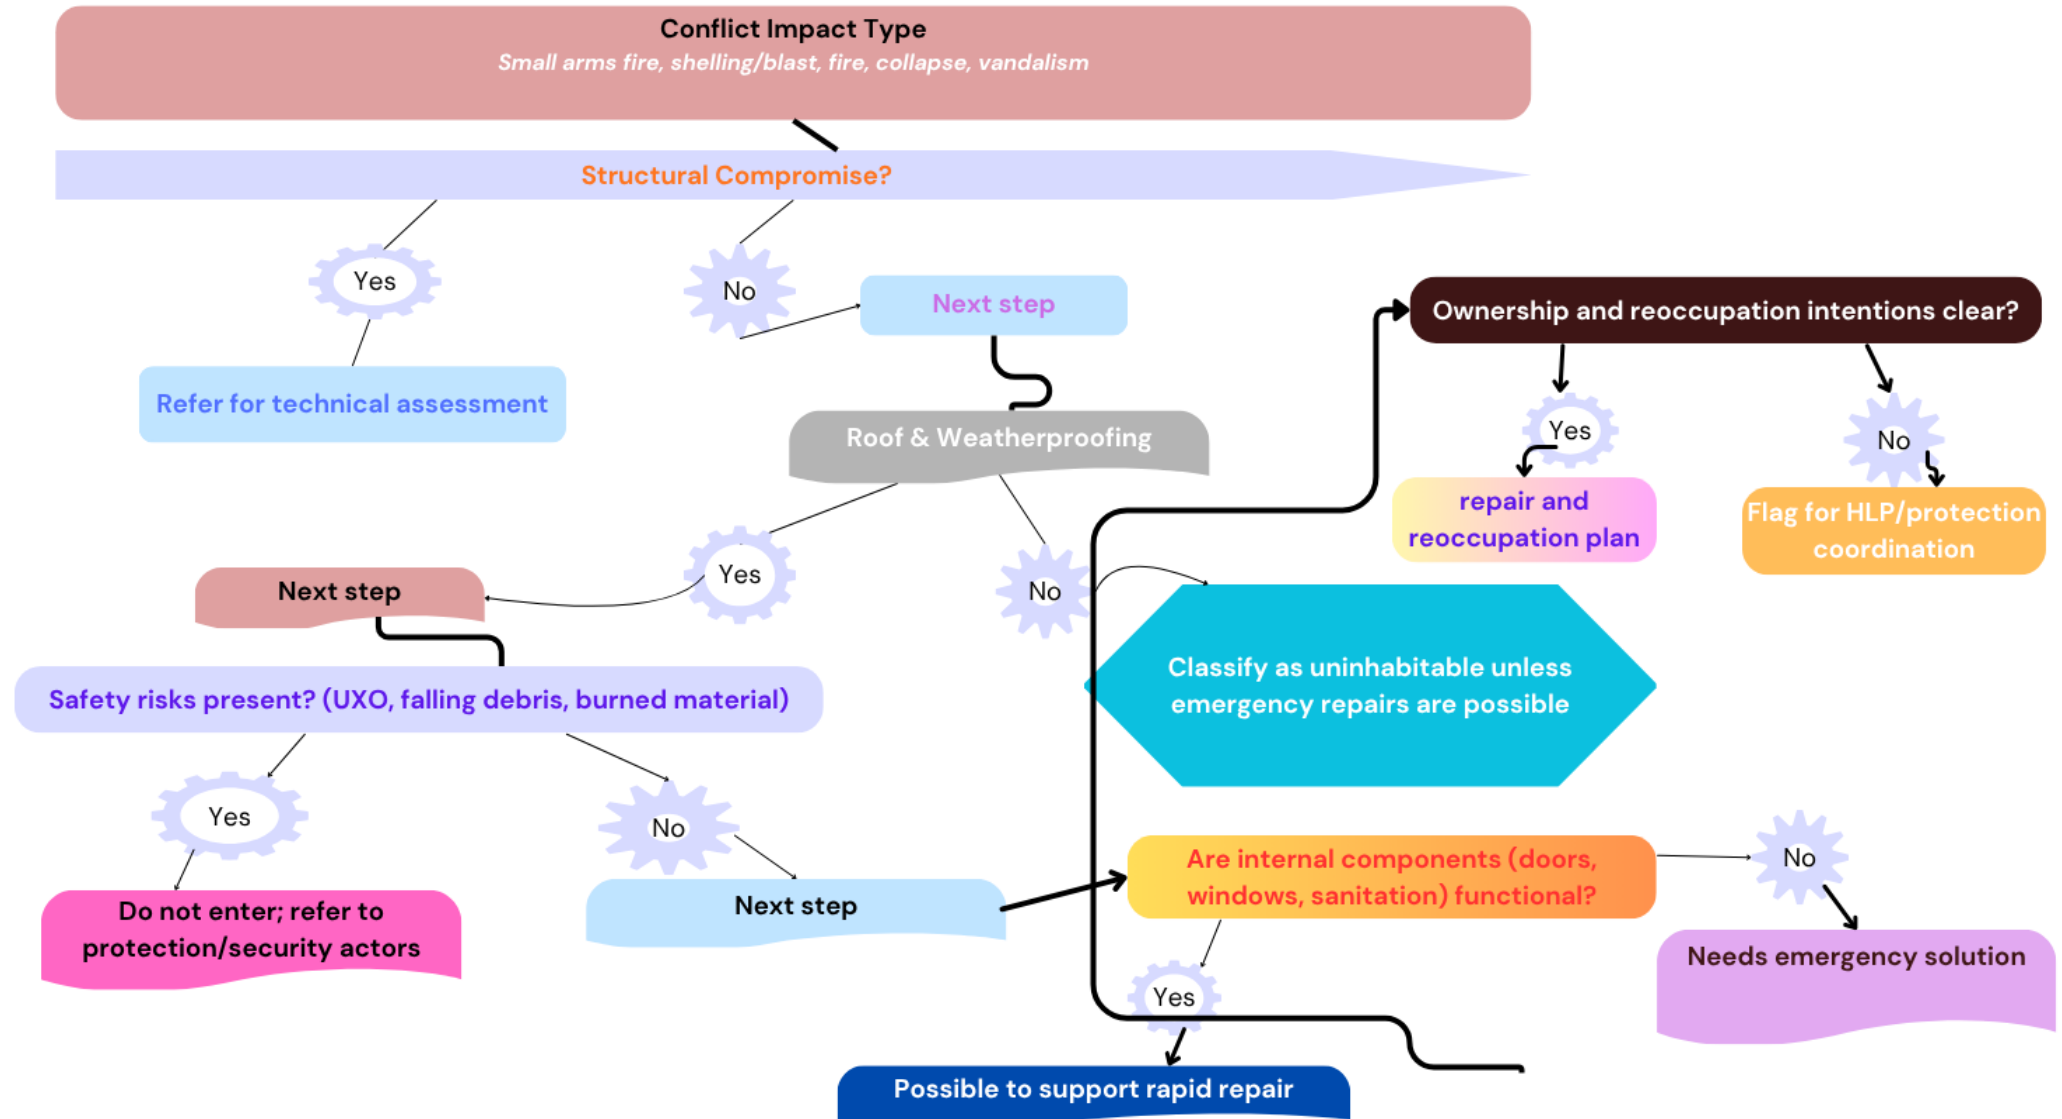 Conflict Impact Type
Small arms fire, shelling/blast, fire, collapse, vandalism
Structural Compromise?
Yes
No
Next step
Refer for technical assessment
Roof & Weatherproofing
Yes
No
Next step
Classify as uninhabitable unless
emergency repairs are possible
Safety risks present? (UXO, falling debris, burned material)
Yes
No
Do not enter; refer to
protection/security actors
Next step
Are internal components (doors,
windows, sanitation) functional?
No
Needs emergency solution
Yes
Possible to support rapid repair
Ownership and reoccupation intentions clear?
Yes
No
repair and
reoccupation plan
Flag for HLP/protection
coordination